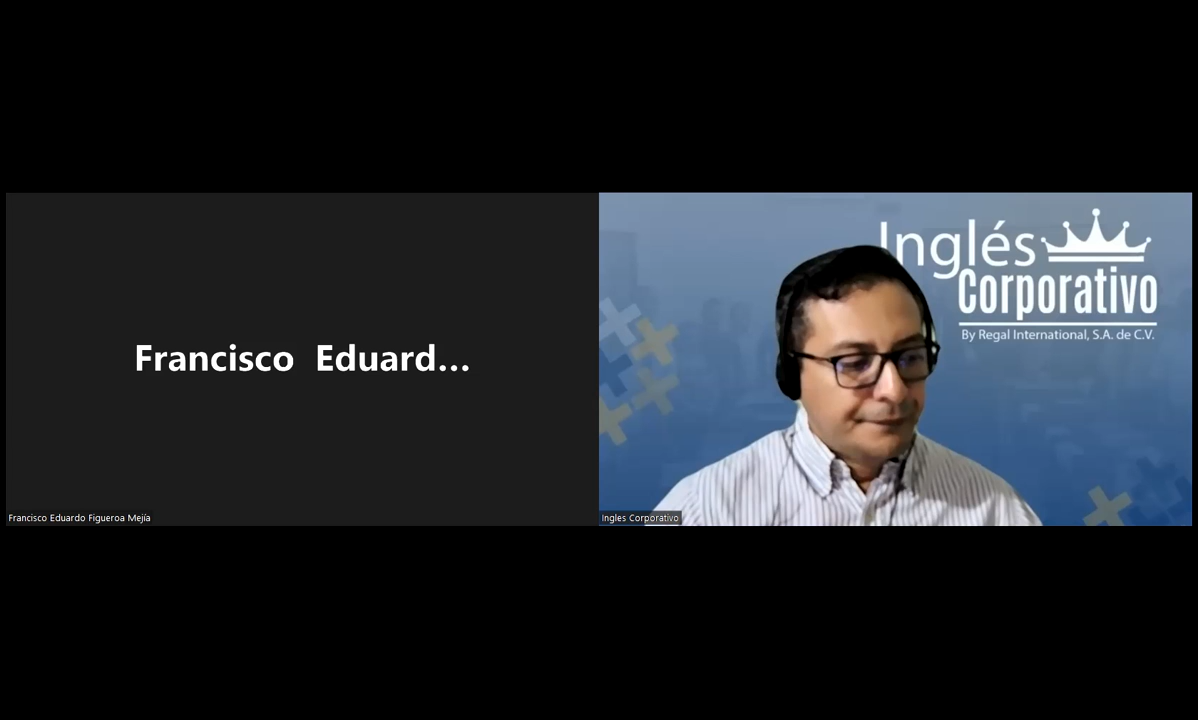 Francisco  Eduard...
Francisco Eduardo Figueroa Mejía
Inglés
Corporativo
By Regal International, S.A. de C.V.
Ingles Corporativo